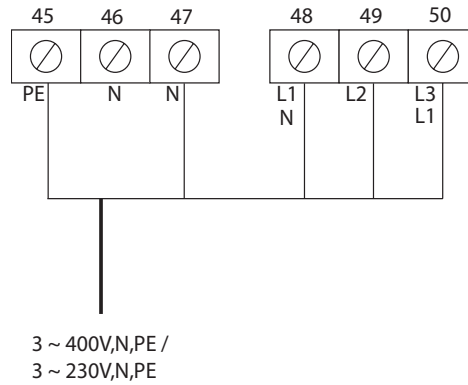 45 46 47 48 49 50
PE N N L1 L2 L3
N L1
3 ~ 400V,N,PE /
3 ~ 230V,N,PE